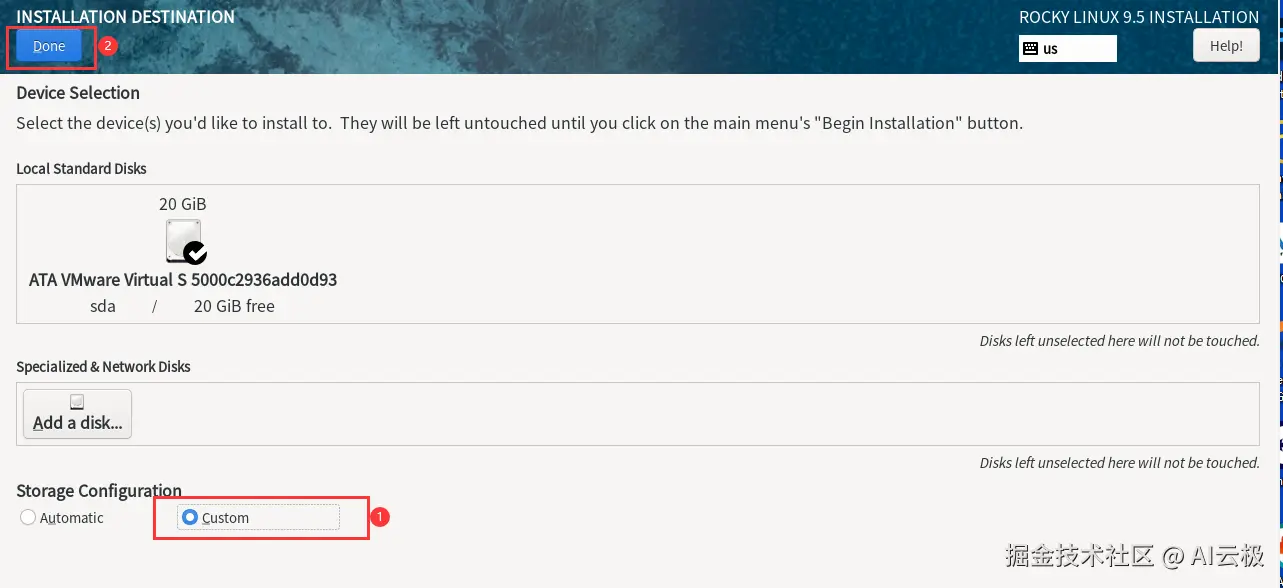 INSTALLATION DESTINATION
ROCKY LINUX 9.5 INSTALLATION
Done
2
us
Help!
Device Selection
Select the device(s) you'd like to install to. They will be left untouched until you click on the main menu's "Begin Installation" button.
Local Standard Disks
20 GiB
ATA VMware Virtual S 5000c2936add0d93
sda / 20 GiB free
Disks left unselected here will not be touched.
Specialized & Network Disks
Add a disk...
Disks left unselected here will not be touched.
Storage Configuration
Automatic
Custom
1
掘金技术社区 @ AI云极